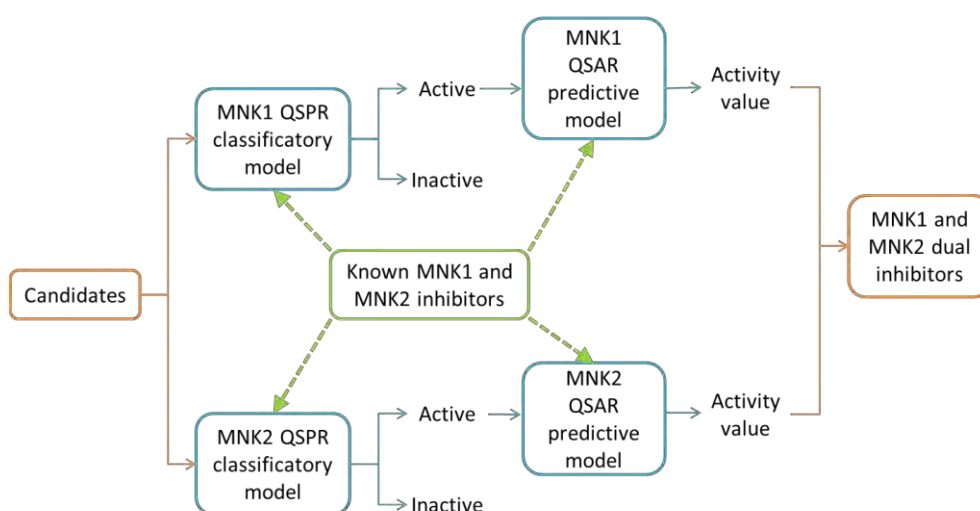 MNK1 QSPR
classificatory
model
Active
Inactive
MNK1
QSAR
predictive
model
Activity
value
Candidates
Known MNK1 and
MNK2 inhibitors
MNK1 and
MNK2 dual
inhibitors
MNK2 QSPR
classificatory
model
Active
Inactive
MNK2
QSAR
predictive
model
Activity
value